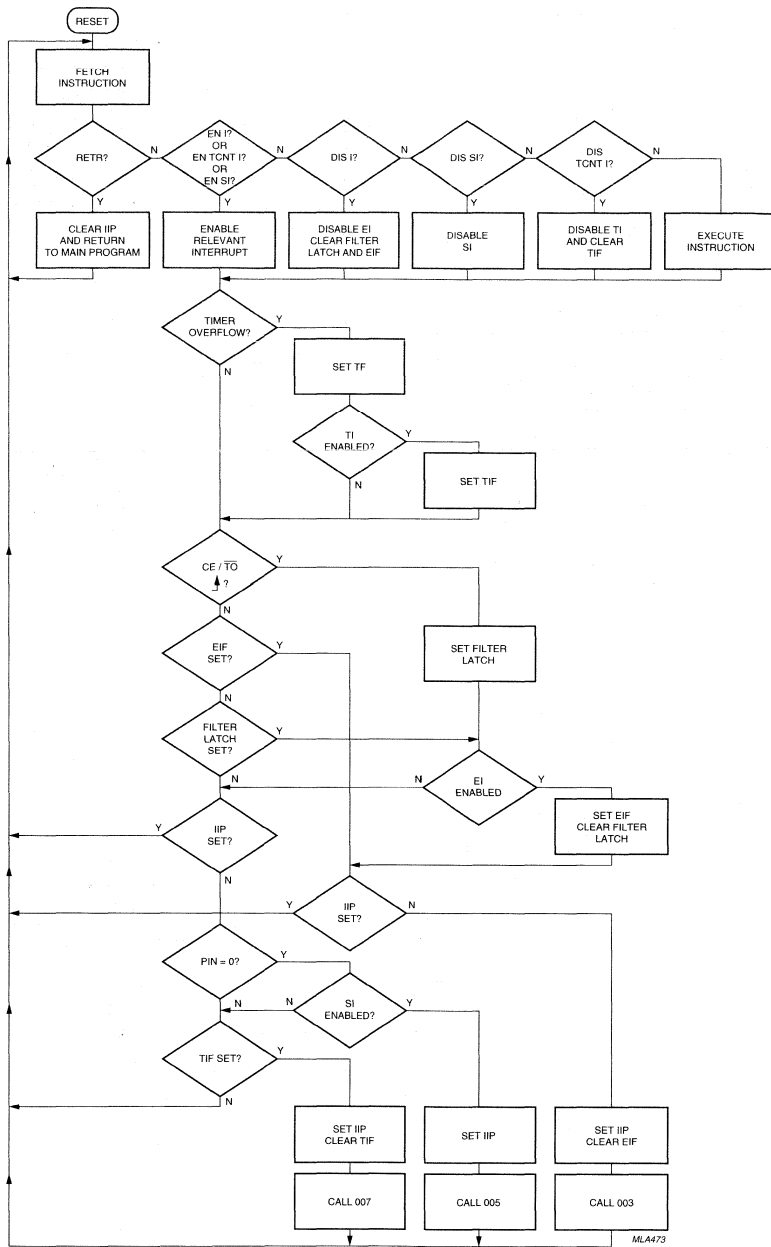 RESET
FETCH
INSTRUCTION
RETR?
N
Y
EN I?
OR
EN TCNT I?
OR
EN SI?
N
Y
DIS I?
N
Y
DIS SI?
N
Y
DIS
TCNT I?
N
Y
CLEAR IIP
AND RETURN
TO MAIN PROGRAM
ENABLE
RELEVANT
INTERRUPT
DISABLE EI
CLEAR FILTER
LATCH AND EIF
DISABLE
SI
DISABLE TI
AND CLEAR
TIF
EXECUTE
INSTRUCTION
TIMER
OVERFLOW?
Y
N
SET TF
TI
ENABLED?
Y
N
SET TIF
CE / T0
?
Y
N
SET FILTER
LATCH
EIF
SET?
Y
N
FILTER
LATCH
SET?
Y
N
EI
ENABLED
N
Y
SET EIF
CLEAR FILTER
LATCH
IIP
SET?
Y
N
IIP
SET?
Y
N
PIN = 0?
Y
N
SI
ENABLED?
N
Y
TIF SET?
Y
N
SET IIP
CLEAR TIF
SET IIP
SET IIP
CLEAR EIF
CALL 007
CALL 005
CALL 003
MLA473